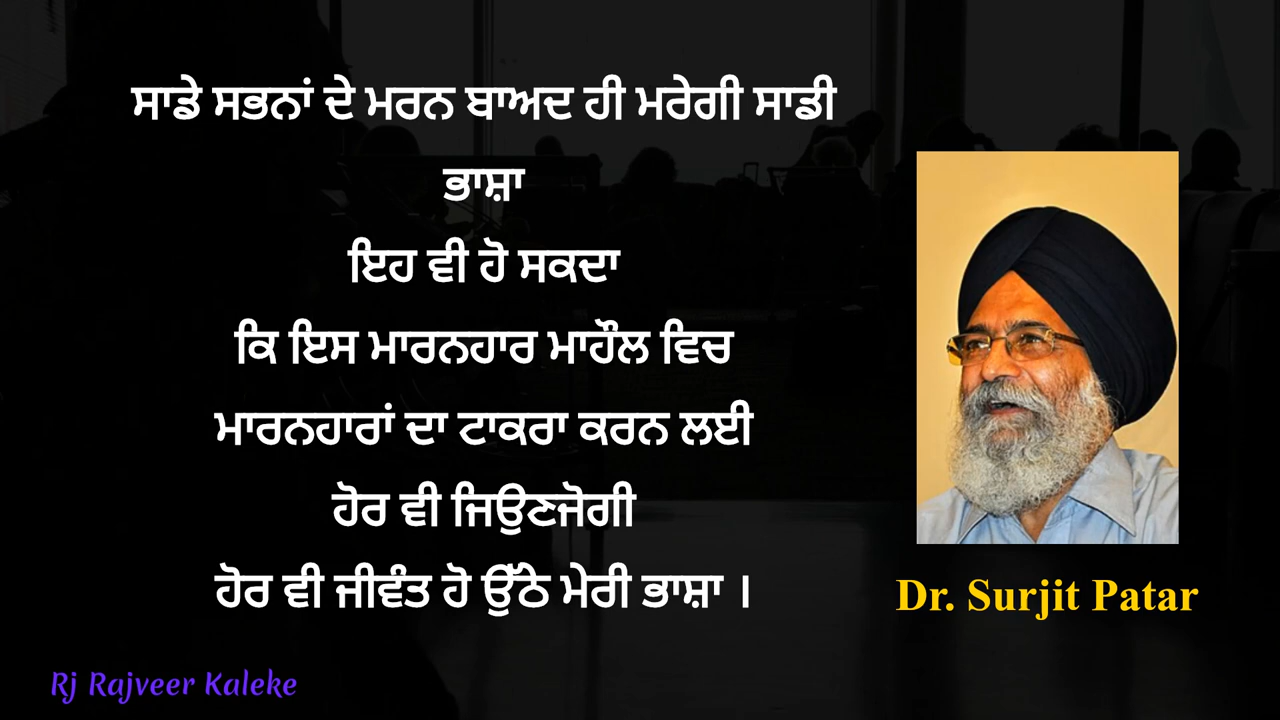 ਸਾਡੇ ਸਭਨਾਂ ਦੇ ਮਰਨ ਬਾਅਦ ਹੀ ਮਰੇਗੀ ਸਾਡੀ
ਭਾਸ਼ਾ
ਇਹ ਵੀ ਹੋ ਸਕਦਾ
ਕਿ ਇਸ ਮਾਰਨਹਾਰ ਮਾਹੌਲ ਵਿਚ
ਮਾਰਨਹਾਰਾਂ ਦਾ ਟਾਕਰਾ ਕਰਨ ਲਈ
ਹੋਰ ਵੀ ਜਿਉਣਜੋਗੀ
ਹੋਰ ਵੀ ਜੀਵੰਤ ਹੋ ਉੱਠੇ ਮੇਰੀ ਭਾਸ਼ਾ ।
Dr. Surjit Patar
Rj Rajveer Kaleke